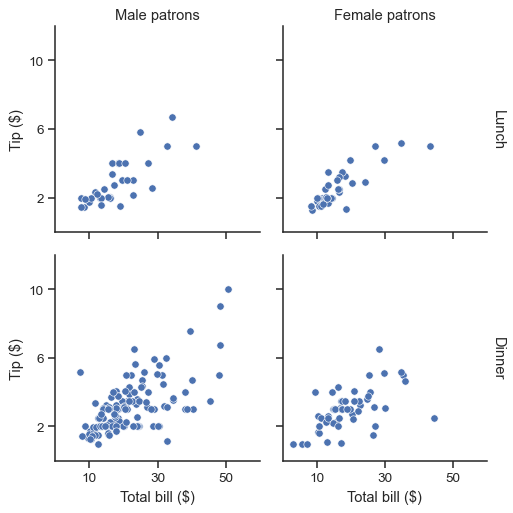 Male patrons
Female patrons
10
6
2
Tip ($)
Lunch
10
6
2
Tip ($)
Dinner
10
30
50
10
30
50
Total bill ($)
Total bill ($)